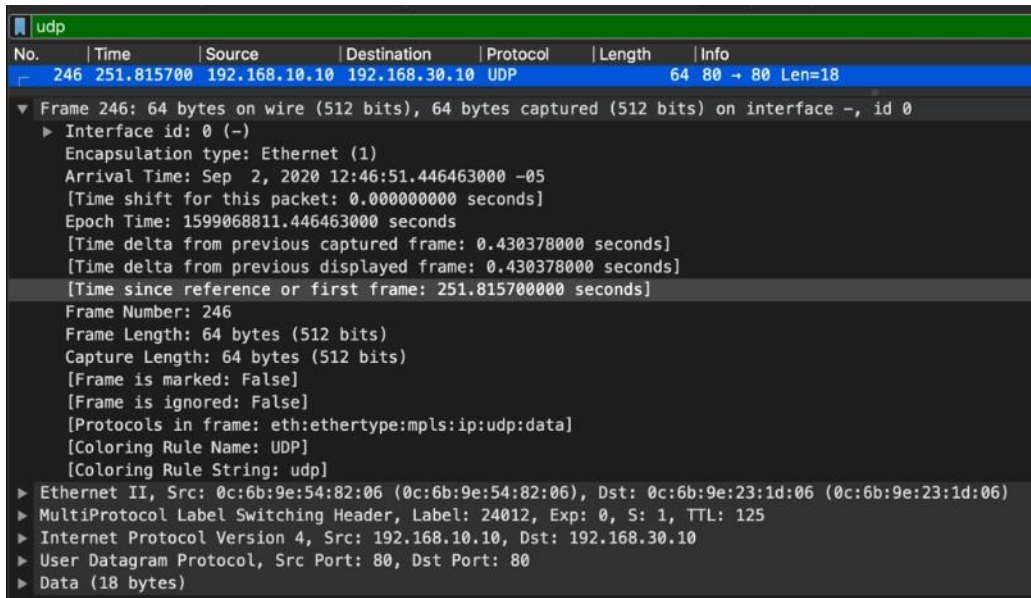 udp
No. Time Source Destination Protocol Length Info
246 251.815700 192.168.10.10 192.168.30.10 UDP 64 80 → 80 Len=18
Frame 246: 64 bytes on wire (512 bits), 64 bytes captured (512 bits) on interface -, id 0
Interface id: 0 (-)
Encapsulation type: Ethernet (1)
Arrival Time: Sep  2, 2020 12:46:51.446463000 -05
[Time shift for this packet: 0.000000000 seconds]
Epoch Time: 1599068811.446463000 seconds
[Time delta from previous captured frame: 0.430378000 seconds]
[Time delta from previous displayed frame: 0.430378000 seconds]
[Time since reference or first frame: 251.815700000 seconds]
Frame Number: 246
Frame Length: 64 bytes (512 bits)
Capture Length: 64 bytes (512 bits)
[Frame is marked: False]
[Frame is ignored: False]
[Protocols in frame: eth:ethertype:mpls:ip:udp:data]
[Coloring Rule Name: UDP]
[Coloring Rule String: udp]
Ethernet II, Src: 0c:6b:9e:54:82:06 (0c:6b:9e:54:82:06), Dst: 0c:6b:9e:23:1d:06 (0c:6b:9e:23:1d:06)
MultiProtocol Label Switching Header, Label: 24012, Exp: 0, S: 1, TTL: 125
Internet Protocol Version 4, Src: 192.168.10.10, Dst: 192.168.30.10
User Datagram Protocol, Src Port: 80, Dst Port: 80
Data (18 bytes)